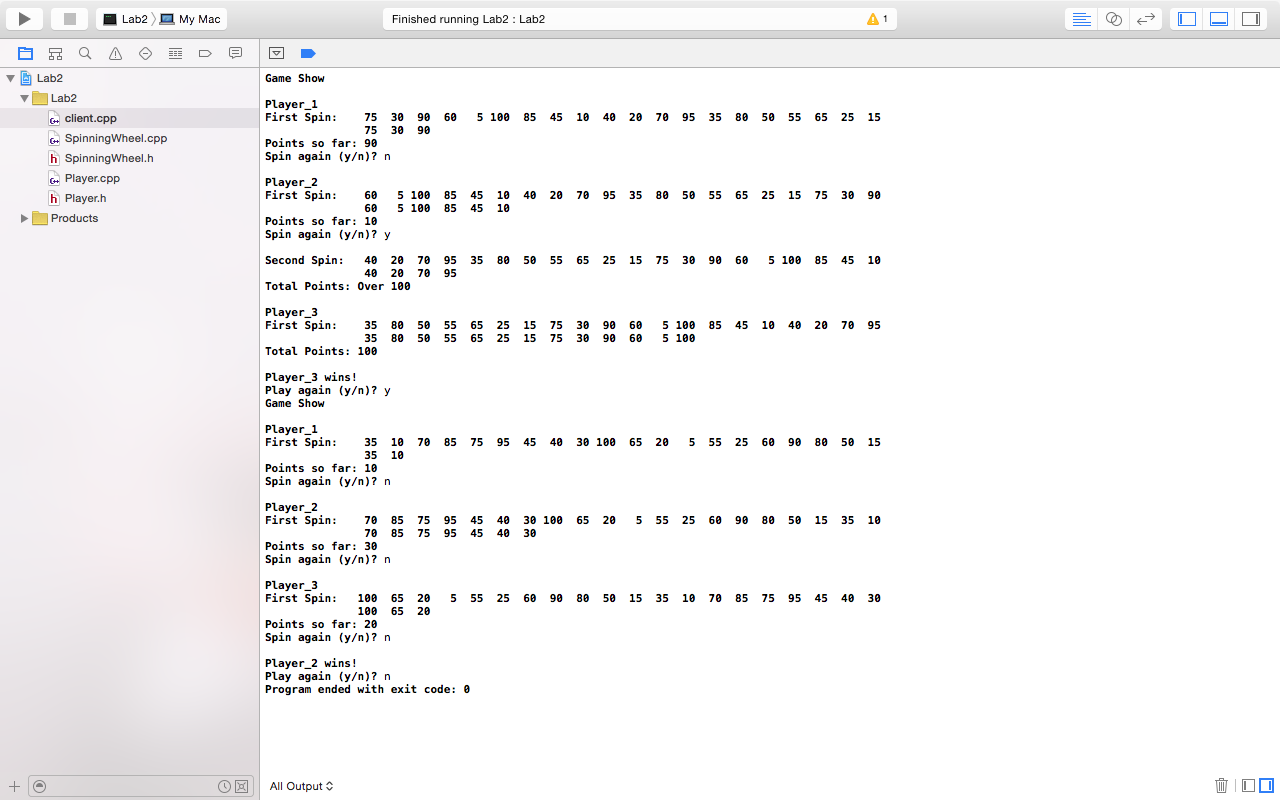 Lab2 My Mac
Finished running Lab2 : Lab2
1
Lab2
Lab2
client.cpp
SpinningWheel.cpp
SpinningWheel.h
Player.cpp
Player.h
Products
Game Show
Player_1
First Spin: 75 30 90 60 5 100 85 45 10 40 20 70 95 35 80 50 55 65 25 15
75 30 90
Points so far: 90
Spin again (y/n)? n
Player_2
First Spin: 60 5 100 85 45 10 40 20 70 95 35 80 50 55 65 25 15 75 30 90
60 5 100 85 45 10
Points so far: 10
Spin again (y/n)? y
Second Spin: 40 20 70 95 35 80 50 55 65 25 15 75 30 90 60 5 100 85 45 10
40 20 70 95
Total Points: Over 100
Player_3
First Spin: 35 80 50 55 65 25 15 75 30 90 60 5 100 85 45 10 40 20 70 95
35 80 50 55 65 25 15 75 30 90 60 5 100
Total Points: 100
Player_3 wins!
Play again (y/n)? y
Game Show
Player_1
First Spin: 35 10 70 85 75 95 45 40 30 100 65 20 5 55 25 60 90 80 50 15
35 10
Points so far: 10
Spin again (y/n)? n
Player_2
First Spin: 70 85 75 95 45 40 30 100 65 20 5 55 25 60 90 80 50 15 35 10
70 85 75 95 45 40 30
Points so far: 30
Spin again (y/n)? n
Player_3
First Spin: 100 65 20 5 55 25 60 90 80 50 15 35 10 70 85 75 95 45 40 30
100 65 20
Points so far: 20
Spin again (y/n)? n
Player_2 wins!
Play again (y/n)? n
Program ended with exit code: 0
All Output